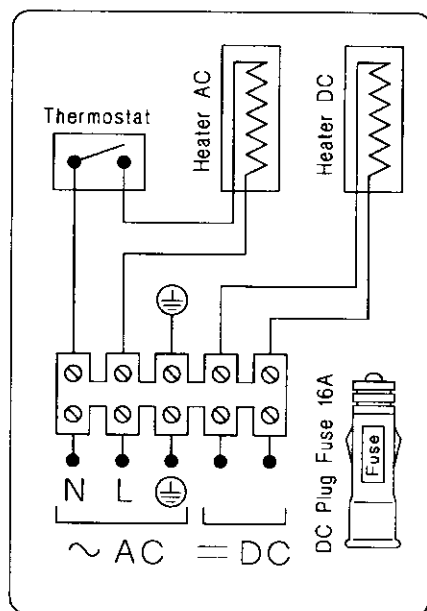 Thermostat
Heater AC
Heater DC
N L
~ AC
= DC
DC Plug Fuse 16A
Fuse